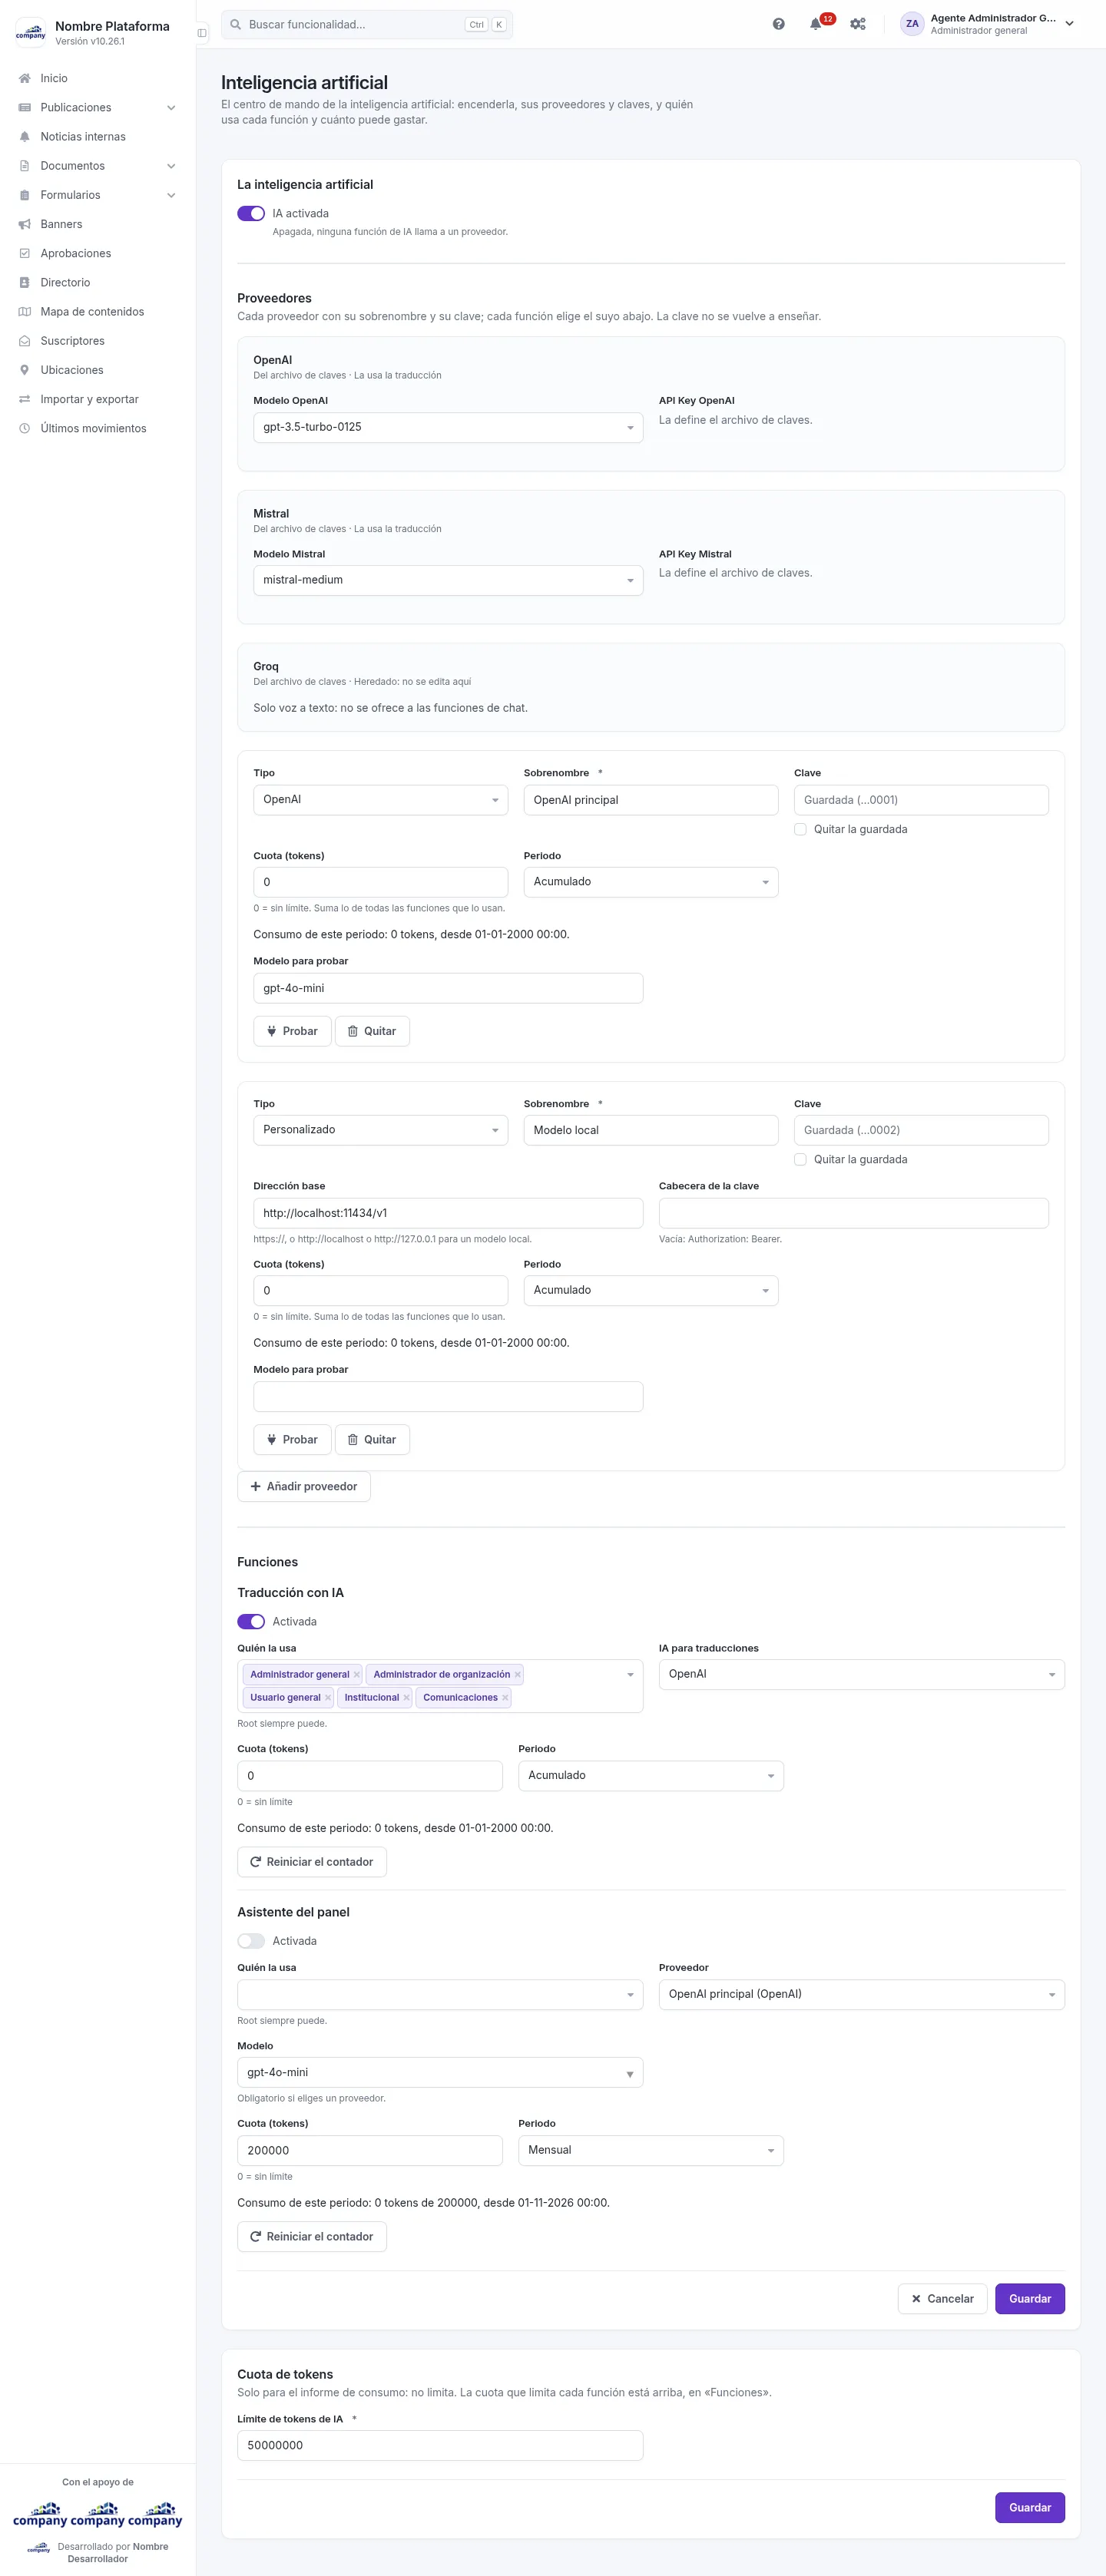 Nombre Plataforma
Versión v10.26.1
Buscar funcionalidad...
Ctrl K
12
ZA
Agente Administrador G...
Administrador general
Inicio
Publicaciones
Noticias internas
Documentos
Formularios
Banners
Aprobaciones
Directorio
Mapa de contenidos
Suscriptores
Ubicaciones
Importar y exportar
Últimos movimientos
Inteligencia artificial
El centro de mando de la inteligencia artificial: encenderla, sus proveedores y claves, y quién
usa cada función y cuánto puede gastar.
La inteligencia artificial
IA activada
Apagada, ninguna función de IA llama a un proveedor.
Proveedores
Cada proveedor con su sobrenombre y su clave; cada función elige el suyo abajo. La clave no se vuelve a enseñar.
OpenAI
Del archivo de claves · La usa la traducción
Modelo OpenAI
API Key OpenAI
gpt-3.5-turbo-0125
La define el archivo de claves.
Mistral
Del archivo de claves · La usa la traducción
Modelo Mistral
API Key Mistral
mistral-medium
La define el archivo de claves.
Groq
Del archivo de claves · Heredado: no se edita aquí
Solo voz a texto: no se ofrece a las funciones de chat.
Tipo
Sobrenombre *
Clave
OpenAI
OpenAI principal
Guardada (...0001)
Quitar la guardada
Cuota (tokens)
Periodo
0
Acumulado
0 = sin límite. Suma lo de todas las funciones que lo usan.
Consumo de este periodo: 0 tokens, desde 01-01-2000 00:00.
Modelo para probar
gpt-4o-mini
Probar
Quitar
Tipo
Sobrenombre *
Clave
Personalizado
Modelo local
Guardada (...0002)
Quitar la guardada
Dirección base
Cabecera de la clave
http://localhost:11434/v1
https://, o http://localhost o http://127.0.0.1 para un modelo local.
Vacía: Authorization: Bearer.
Cuota (tokens)
Periodo
0
Acumulado
0 = sin límite. Suma lo de todas las funciones que lo usan.
Consumo de este periodo: 0 tokens, desde 01-01-2000 00:00.
Modelo para probar
Probar
Quitar
Añadir proveedor
Funciones
Traducción con IA
Activada
Quién la usa
IA para traducciones
Administrador general × Administrador de organización ×
Usuario general × Institucional × Comunicaciones ×
OpenAI
Root siempre puede.
Cuota (tokens)
Periodo
0
Acumulado
0 = sin límite
Consumo de este periodo: 0 tokens, desde 01-01-2000 00:00.
Reiniciar el contador
Asistente del panel
Activada
Quién la usa
Proveedor
OpenAI principal (OpenAI)
Root siempre puede.
Modelo
gpt-4o-mini
Obligatorio si eliges un proveedor.
Cuota (tokens)
Periodo
200000
Mensual
0 = sin límite
Consumo de este periodo: 0 tokens de 200000, desde 01-11-2026 00:00.
Reiniciar el contador
Cancelar
Guardar
Cuota de tokens
Solo para el informe de consumo: no limita. La cuota que limita cada función está arriba, en «Funciones».
Límite de tokens de IA *
50000000
Guardar
Con el apoyo de
company company company
company
Desarrollado por Nombre
Desarrollador